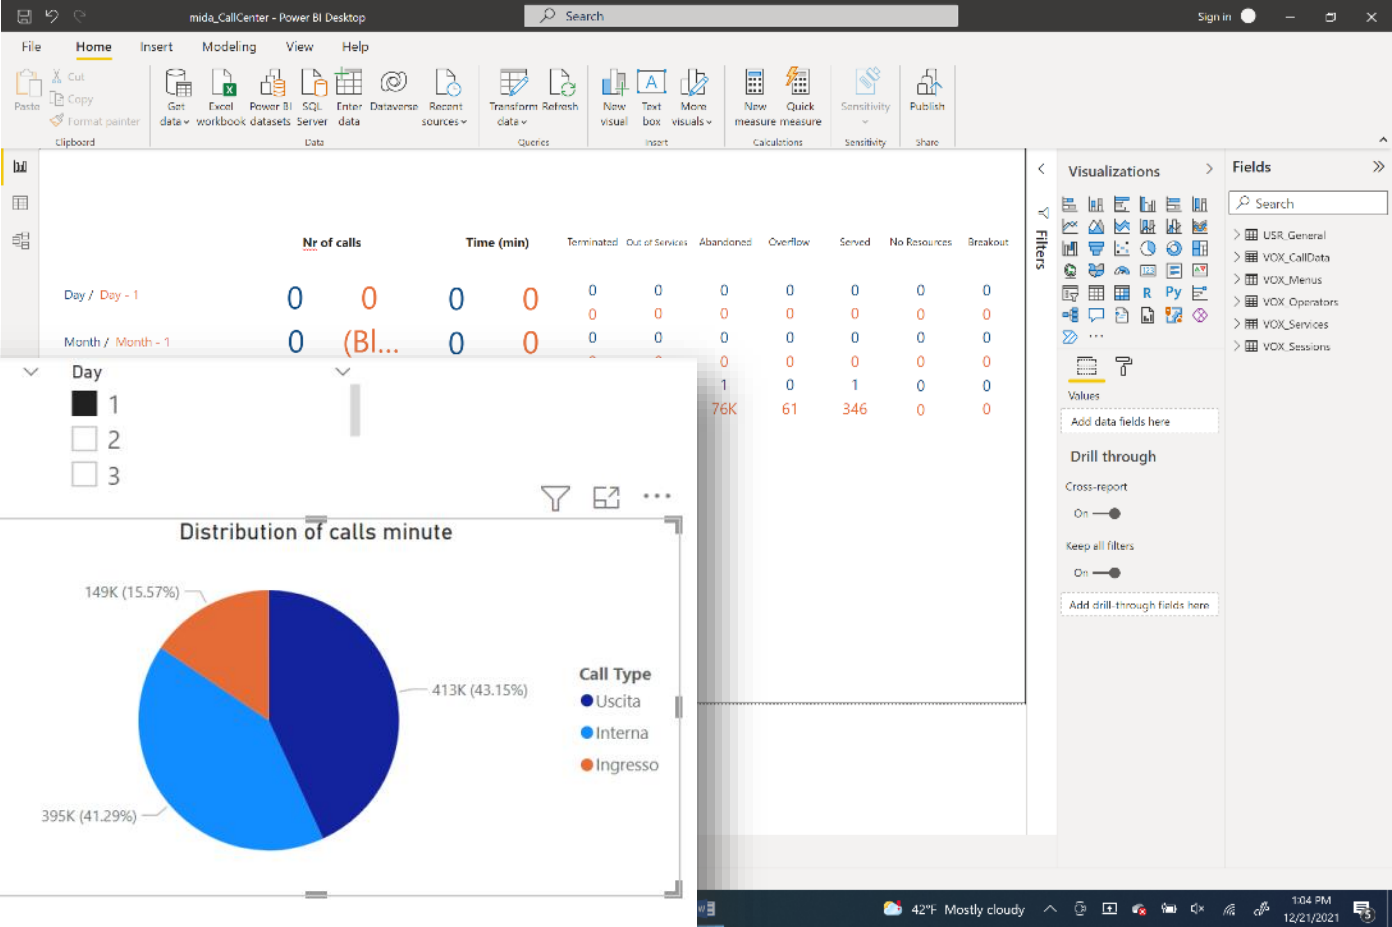 mida_CallCenter - Power BI Desktop
Search
Sign in
File Home Insert Modeling View Help
Paste
Cut
Copy
Format painter
Clipboard
Get data
Excel workbook
Power BI datasets
SQL Server
Enter data
Dataverse
Recent sources
Data
Transform data
Refresh
Queries
New visual
Text box
More visuals
Insert
New measure
Quick measure
Calculations
Sensitivity
Sensitivity
Publish
Share
Nr of calls Time (min) Terminated Out of Services Abandoned Overflow Served No Resources Breakout
Day / Day - 1 0 0 0 0 0 0 0 0 0 0 0
0 0 0 0 0 0 0
Month / Month - 1 0 (Bl... 0 0 0 0 0 0 0 0 0
0 0 0 0 0
1 0 1 0 0
76K 61 346 0 0
Day
1
2
3
Distribution of calls minute
149K (15.57%)
413K (43.15%)
395K (41.29%)
Call Type
Uscita
Interna
Ingresso
Filters
Visualizations
R Py
123
Values
Add data fields here
Drill through
Cross-report
On
Keep all filters
On
Add drill-through fields here
Fields
Search
USR_General
VOX_CallData
VOX_Menus
VOX_Operators
VOX_Services
VOX_Sessions
42°F Mostly cloudy
1:04 PM
12/21/2021
5